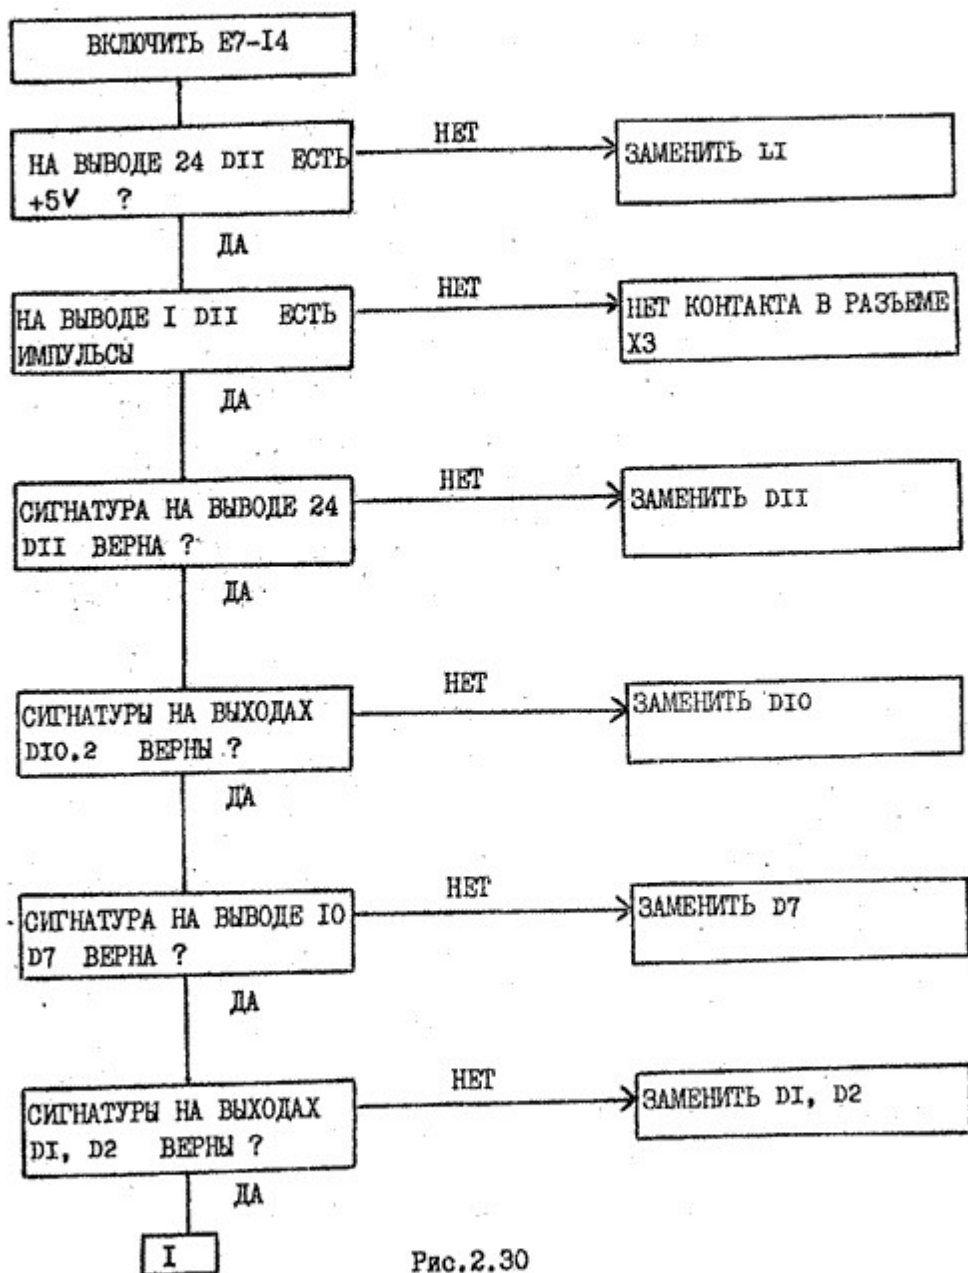 ВКЛЮЧИТЬ Е7-I4
НА ВЫВОДЕ 24 DII ЕСТЬ
+5V ?
НЕТ
ЗАМЕНИТЬ LI
ДА
НА ВЫВОДЕ I DII ЕСТЬ
ИМПУЛЬСЫ
НЕТ
НЕТ КОНТАКТА В РАЗЪЕМЕ
Х3
ДА
СИГНАТУРА НА ВЫВОДЕ 24
DII ВЕРНА ?
НЕТ
ЗАМЕНИТЬ DII
ДА
СИГНАТУРЫ НА ВЫХОДАХ
DIO.2 ВЕРНЫ ?
НЕТ
ЗАМЕНИТЬ DIO
ДА
СИГНАТУРА НА ВЫВОДЕ IO
D7 ВЕРНА ?
НЕТ
ЗАМЕНИТЬ D7
ДА
СИГНАТУРЫ НА ВЫХОДАХ
DI, D2 ВЕРНЫ ?
НЕТ
ЗАМЕНИТЬ DI, D2
ДА
I
Рис.2.30